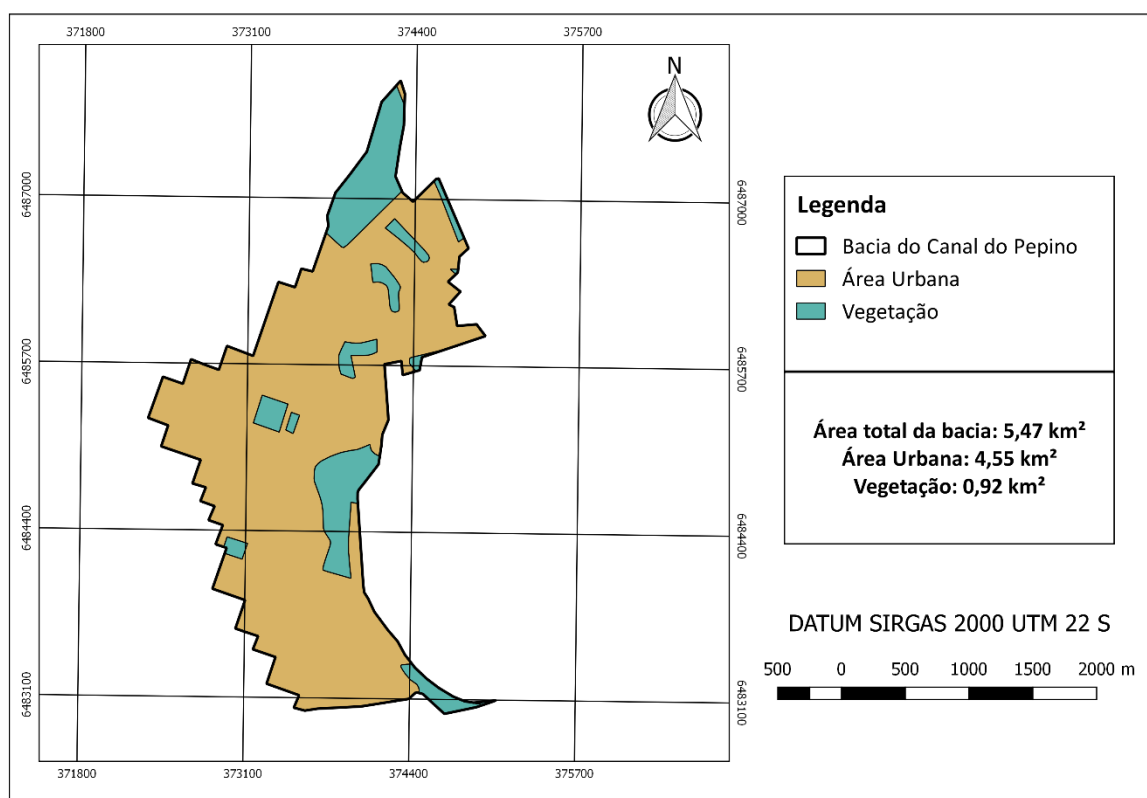 371800 373100 374400 375700
N
6487000 6487000
Legenda
Bacia do Canal do Pepino
Área Urbana
Vegetação
6485700 6485700
Área total da bacia: 5,47 km²
Área Urbana: 4,55 km²
Vegetação: 0,92 km²
6484400 6484400
DATUM SIRGAS 2000 UTM 22 S
500 0 500 1000 1500 2000 m
6483100 6483100
371800 373100 374400 375700